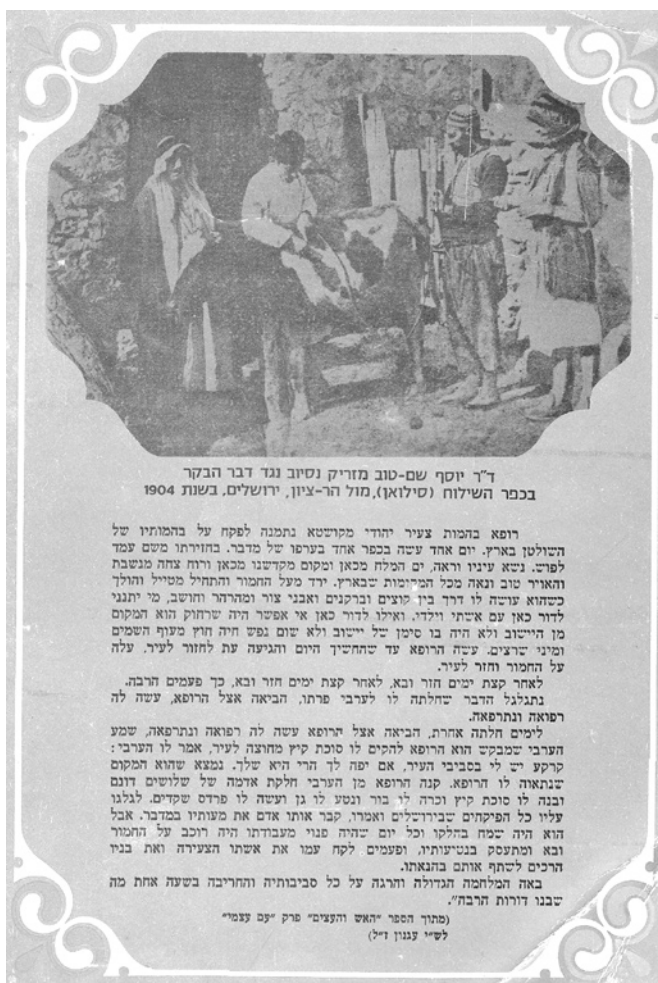 ד"ר יוסף שם-טוב מזריק נסיוב נגד דבר הבקר
בכפר השילוח (סילואן), מול הר-ציון, ירושלים, בשנת 1904
רופא בהמות צעיר יהודי מקושטא נתמנה לפקח על בהמותיו של
השולטן בארץ. יום אחד עשה בכפר אחד בערפו של מדבר. בחזירתו משם עמד
לפוש. נשא עיניו וראה, ים המלח מכאן ומקום מקדשנו מכאן ורוח צחה מנשבת
והאויר טוב ונאה מכל המקומות שבארץ. ירד מעל החמור והתחיל מטייל והולך
כשהוא עושה לו דרך בין קוצים וברקנים ואבני צור ומהרהר וחושב, מי יתנני
לדור כאן עם אשתי וילדי. ואילו לדור כאן אי אפשר היה שרחוק הוא המקום
מן היישוב ולא היה בו סימן של יישוב ולא שום נפש חיה חוץ מעוף השמים
ומיני שרצים. עשה הרופא עד שהחשיך היום והגיעה עת לחזור לעיר. עלה
על החמור וחזר לעיר.
לאחר קצת ימים חזר ובא, לאחר קצת ימים חזר ובא, כך פעמים הרבה.
נתגלגל הדבר שחלתה לו לערבי פרתו, הביאה אצל הרופא, עשה לה
רפואה ונתרפאה.
לימים חלתה אחרת, הביאה אצל הרופא עשה לה רפואה ונתרפאה, שמע
הערבי שמבקש הוא הרופא להקים לו סוכת קיץ מחוצה לעיר, אמר לו הערבי:
קרקע יש לי בסביבי העיר, אם יפה לך הרי היא שלך. נמצא שהוא המקום
שנתאוה לו הרופא. קנה הרופא מן הערבי חלקת אדמה של שלושים דונם
ובנה לו סוכת קיץ וכרה לו בור ונטע לו גן ועשה לו פרדס שקדים. לגלגו
עליו כל הפיקחים שבירושלים ואמרו, קבר אותו אדם את מעותיו במדבר. אבל
הוא היה שמח בחלקו וכל יום שהיה פנוי מעבודתו היה רוכב על החמור
ובא ומתעסק בנטיעותיו, ופעמים לקח עמו את אשתו הצעירה ואת בניו
הרכים לשתף אותם בהנאתו.
באה המלחמה הגדולה והרגה על כל סביבותיה והחריבה בשעה אחת מה
שבנו דורות הרבה".
(מתוך הספר "האש והעצים" פרק "עם עצמי"
לש"י עגנון ז"ל)